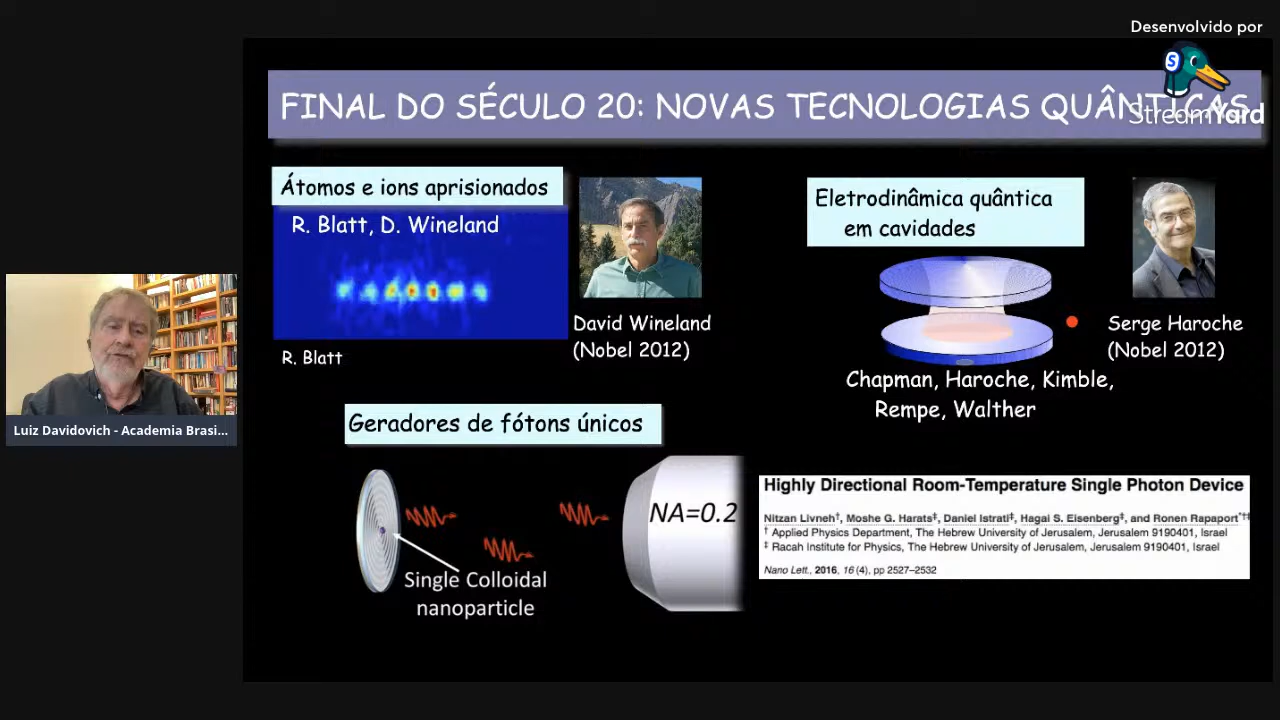 Desenvolvido por
StreamYard
FINAL DO SÉCULO 20: NOVAS TECNOLOGIAS QUÂNTICAS
Átomos e ions aprisionados
R. Blatt, D. Wineland
R. Blatt
David Wineland
(Nobel 2012)
Eletrodinâmica quântica
em cavidades
Serge Haroche
(Nobel 2012)
Chapman, Haroche, Kimble,
Rempe, Walther
Luiz Davidovich - Academia Brasi...
Geradores de fótons únicos
NA=0.2
Single Colloidal
nanoparticle
Highly Directional Room-Temperature Single Photon Device
Nitzan Livneh†, Moshe G. Harats‡, Daniel Istrati‡, Hagai S. Eisenberg‡, and Ronen Rapaport*†‡
† Applied Physics Department, The Hebrew University of Jerusalem, Jerusalem 9190401, Israel
‡ Racah Institute for Physics, The Hebrew University of Jerusalem, Jerusalem 9190401, Israel
Nano Lett., 2016, 16 (4), pp 2527–2532